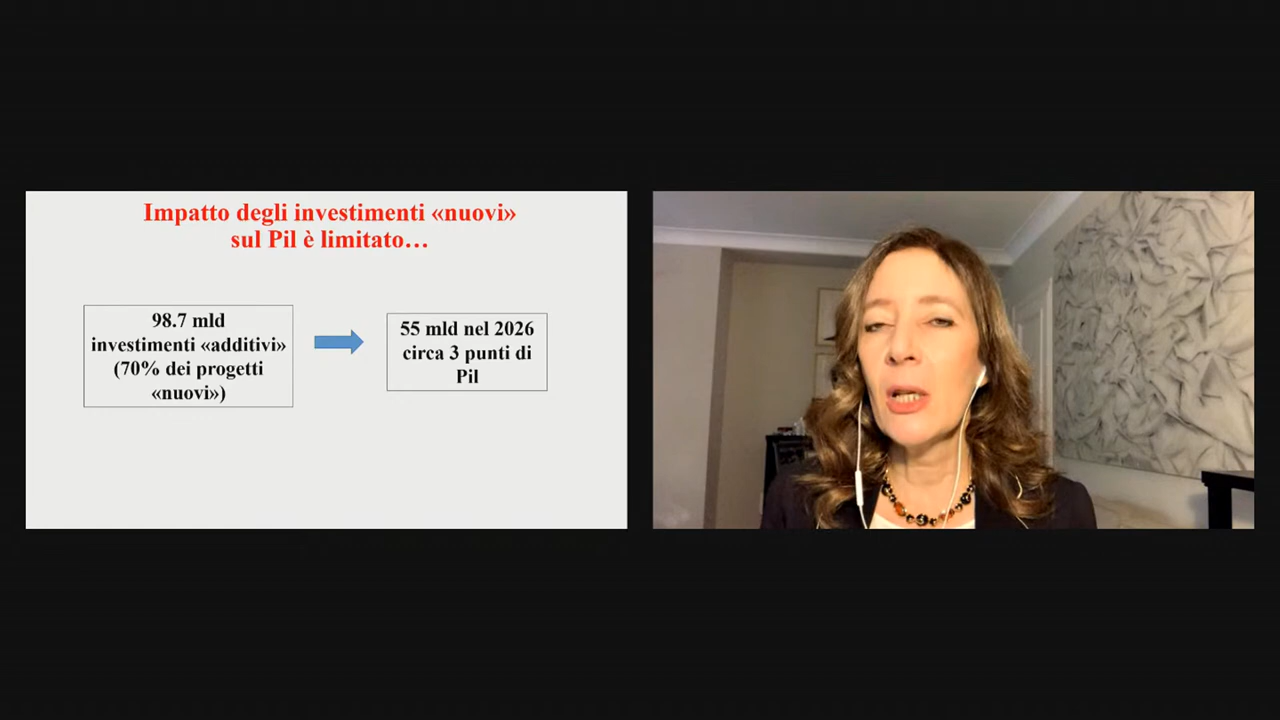 Impatto degli investimenti «nuovi»
sul Pil è limitato…
98.7 mld
investimenti «additivi»
(70% dei progetti
«nuovi»)
55 mld nel 2026
circa 3 punti di
Pil